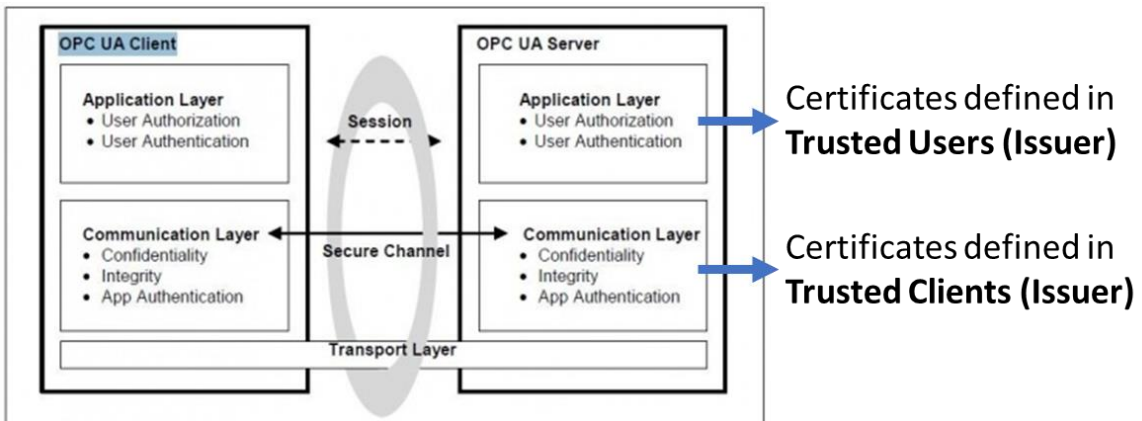 OPC UA Client
Application Layer
• User Authorization
• User Authentication
Communication Layer
• Confidentiality
• Integrity
• App Authentication
Session
Secure Channel
Transport Layer
OPC UA Server
Application Layer
• User Authorization
• User Authentication
Communication Layer
• Confidentiality
• Integrity
• App Authentication
Certificates defined in
Trusted Users (Issuer)
Certificates defined in
Trusted Clients (Issuer)